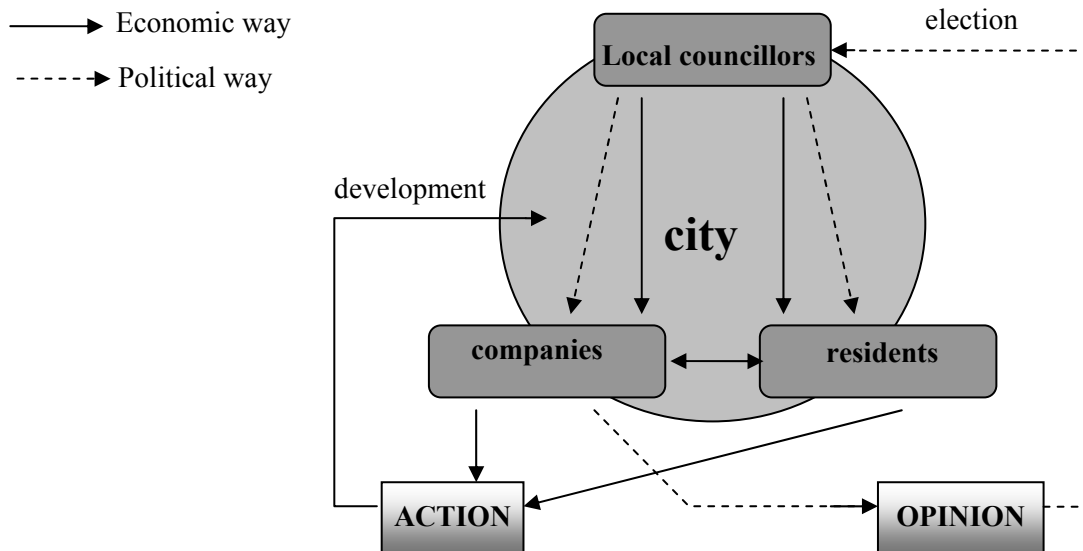 Economic way
Political way
election
Local councillors
development
city
companies
residents
ACTION
OPINION